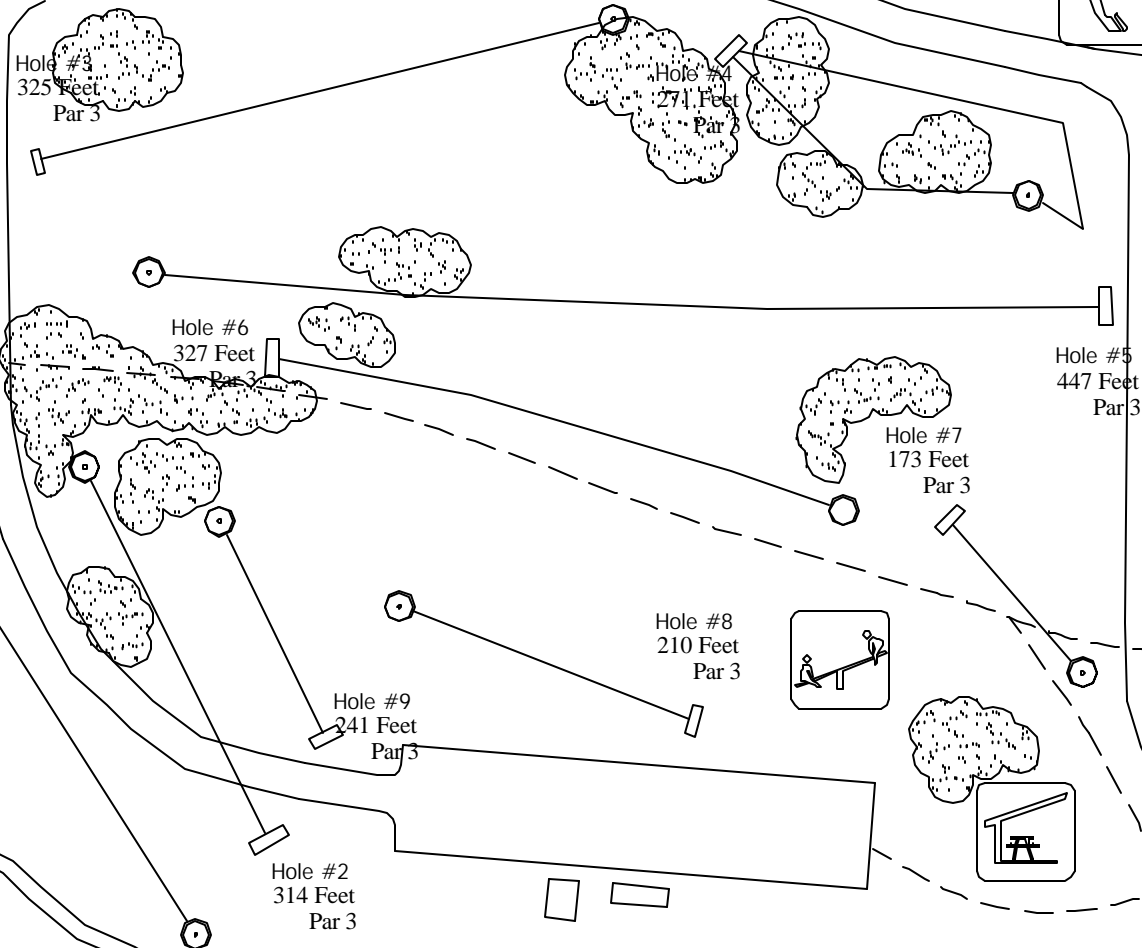 Hole #3
325 Feet
Par 3
Hole #4
271 Feet
Par 3
Hole #6
327 Feet
Par 3
Hole #5
447 Feet
Par 3
Hole #7
173 Feet
Par 3
Hole #8
210 Feet
Par 3
Hole #9
241 Feet
Par 3
Hole #2
314 Feet
Par 3